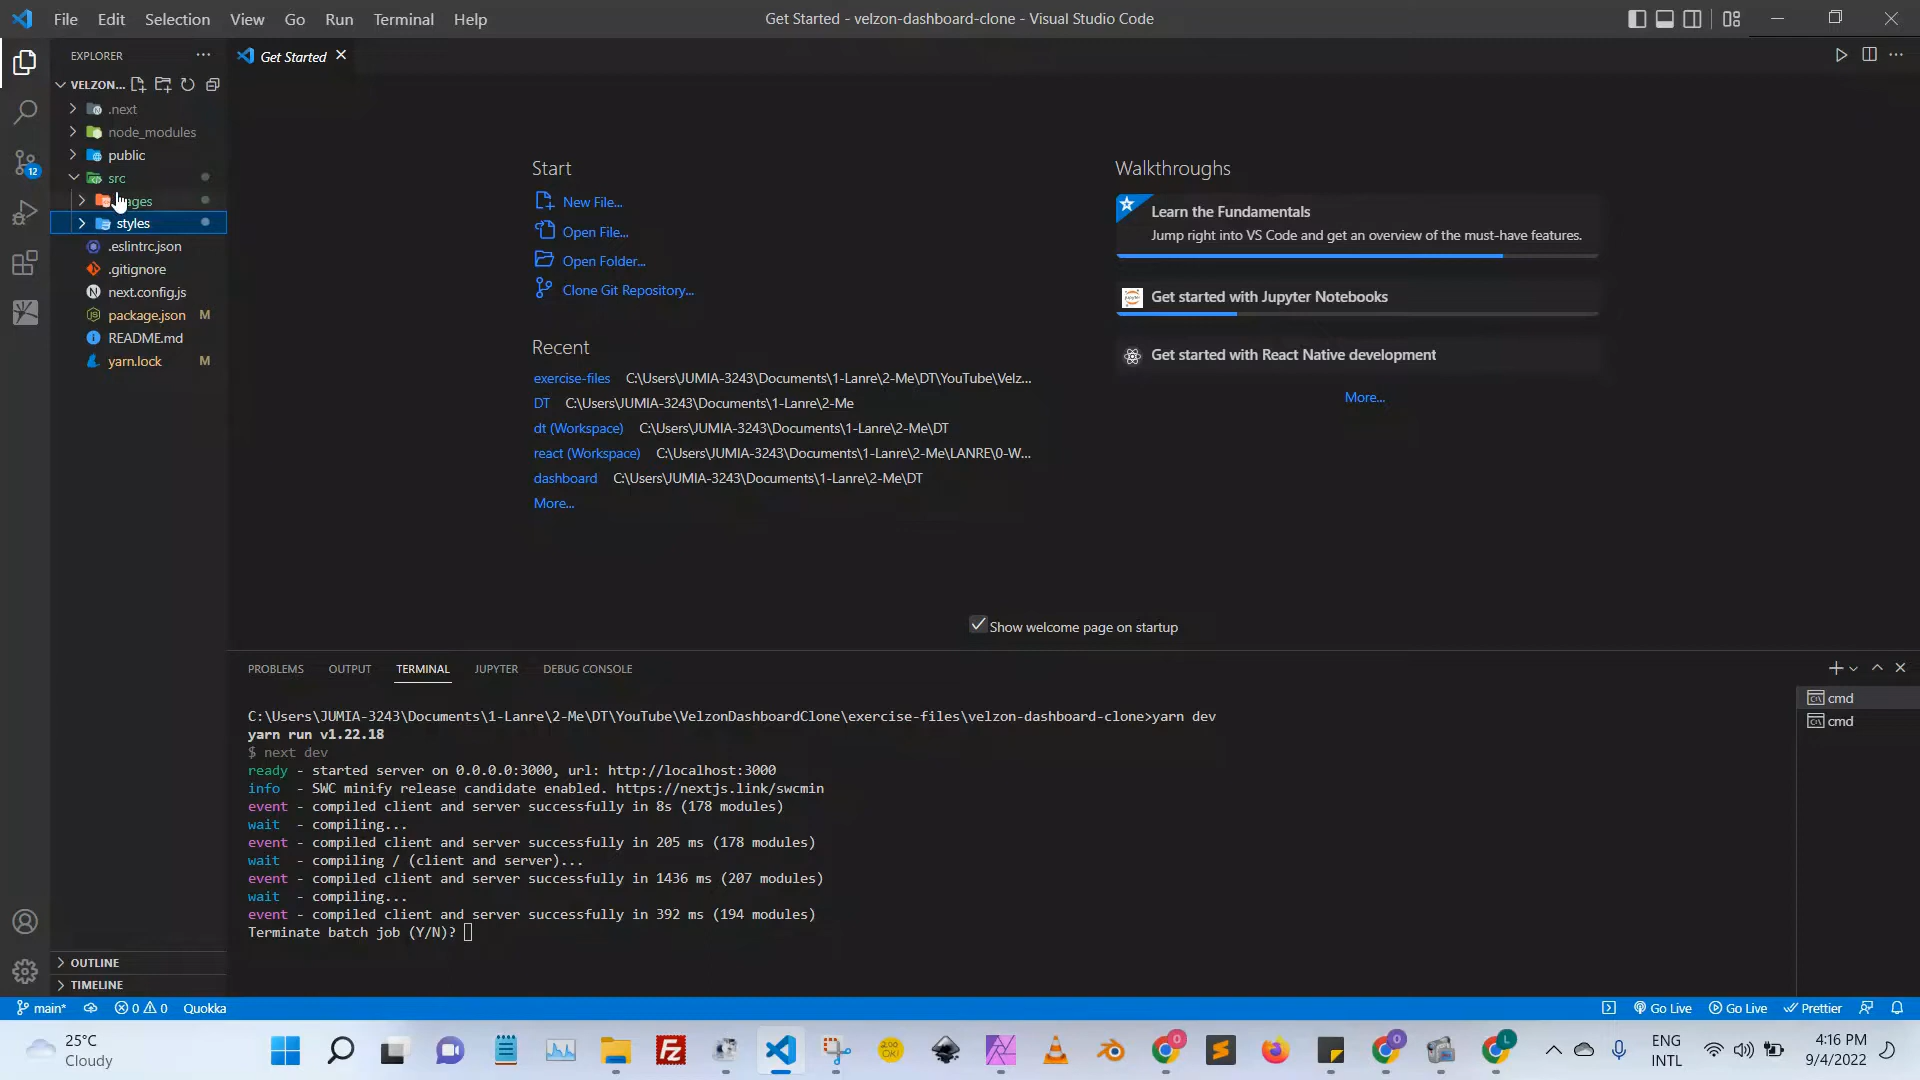 File Edit Selection View Go Run Terminal Help
Get Started - velzon-dashboard-clone - Visual Studio Code
EXPLORER
Get Started
VELZON...
.next
node_modules
public
src
styles
.eslintrc.json
.gitignore
next.config.js
package.json M
README.md
yarn.lock M
OUTLINE
TIMELINE
12
Start
New File...
Open File...
Open Folder...
Clone Git Repository...
Recent
exercise-files C:\Users\JUMIA-3243\Documents\1-Lanre\2-Me\DT\YouTube\Velz...
DT C:\Users\JUMIA-3243\Documents\1-Lanre\2-Me
dt (Workspace) C:\Users\JUMIA-3243\Documents\1-Lanre\2-Me\DT
react (Workspace) C:\Users\JUMIA-3243\Documents\1-Lanre\2-Me\LANRE\0-W...
dashboard C:\Users\JUMIA-3243\Documents\1-Lanre\2-Me\DT
More...
Walkthroughs
Learn the Fundamentals
Jump right into VS Code and get an overview of the must-have features.
Get started with Jupyter Notebooks
Get started with React Native development
More...
Show welcome page on startup
PROBLEMS OUTPUT TERMINAL JUPYTER DEBUG CONSOLE
C:\Users\JUMIA-3243\Documents\1-Lanre\2-Me\DT\YouTube\VelzonDashboardClone\exercise-files\velzon-dashboard-clone>yarn dev
yarn run v1.22.18
$ next dev
ready - started server on 0.0.0.0:3000, url: http://localhost:3000
info - SWC minify release candidate enabled. https://nextjs.link/swcmin
event - compiled client and server successfully in 8s (178 modules)
wait - compiling...
event - compiled client and server successfully in 205 ms (178 modules)
wait - compiling / (client and server)...
event - compiled client and server successfully in 1436 ms (207 modules)
wait - compiling...
event - compiled client and server successfully in 392 ms (194 modules)
Terminate batch job (Y/N)?
cmd
cmd
main* 0 0 Quokka
Go Live Go Live Prettier
25°C
Cloudy
ENG
INTL
4:16 PM
9/4/2022